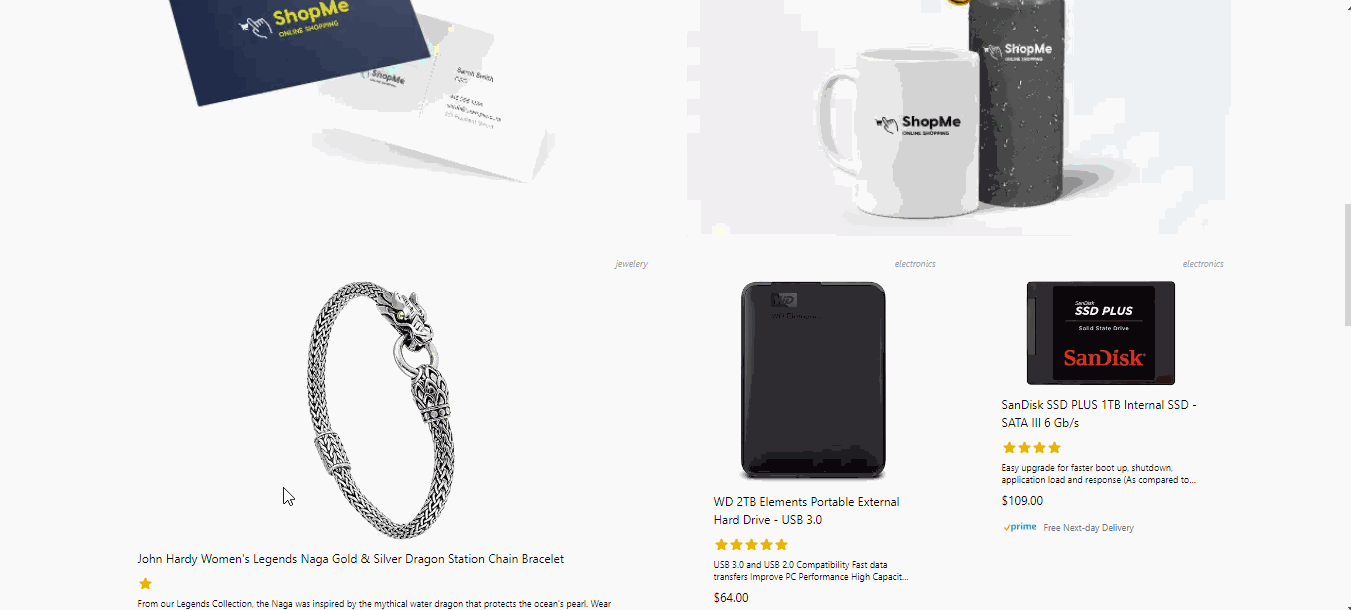 ShopMe
ONLINE SHOPPING
ShopMe
Sarah Smith
ShopMe
ONLINE SHOPPING
ShopMe
ONLINE SHOPPING
jewelery
electronics
electronics
WD
WD Elements
SanDisk
SSD PLUS
Solid State Drive
SanDisk
John Hardy Women's Legends Naga Gold & Silver Dragon Station Chain Bracelet
From our Legends Collection, the Naga was inspired by the mythical water dragon that protects the ocean's pearl. Wear
WD 2TB Elements Portable External
Hard Drive - USB 3.0
USB 3.0 and USB 2.0 Compatibility Fast data
transfers Improve PC Performance High Capacit...
$64.00
SanDisk SSD PLUS 1TB Internal SSD -
SATA III 6 Gb/s
Easy upgrade for faster boot up, shutdown,
application load and response (As compared to...
$109.00
prime Free Next-day Delivery